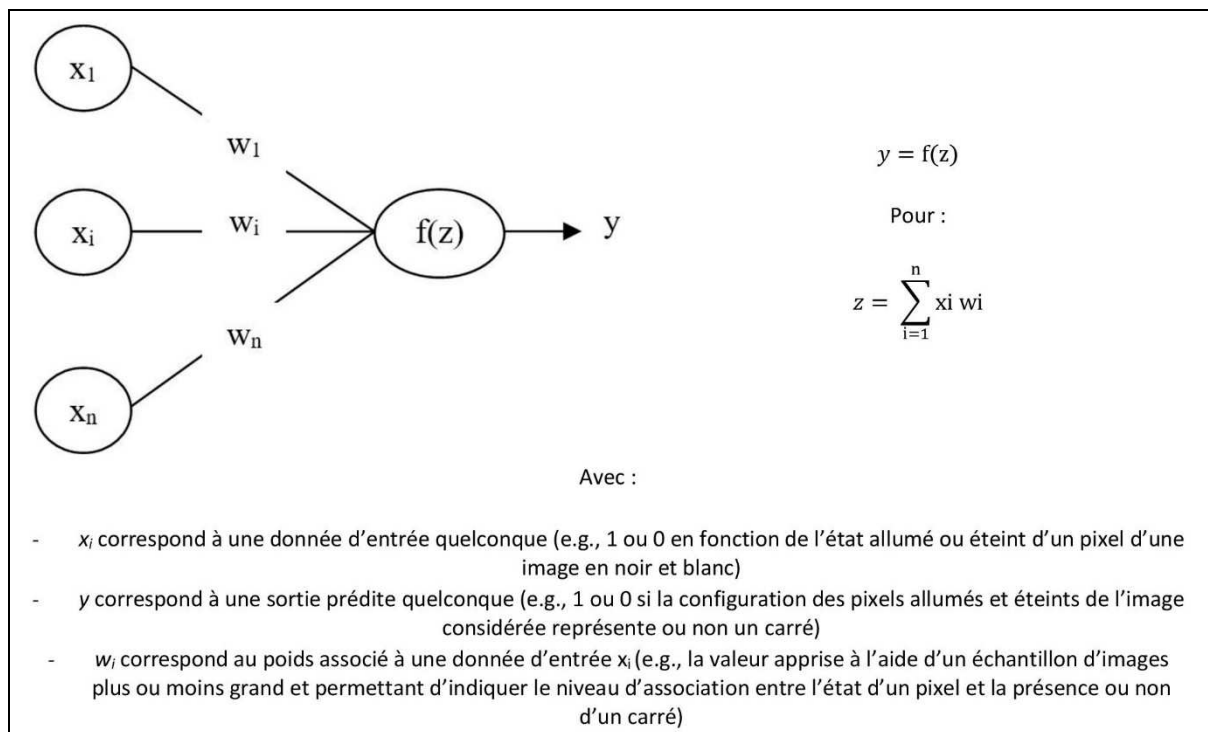 x₁
w₁
xᵢ
wᵢ
f(z)
y
wₙ
xₙ
y = f(z)
Pour :
z = ∑ⁿᵢ₌₁ xi wi
Avec :
- xᵢ correspond à une donnée d’entrée quelconque (e.g., 1 ou 0 en fonction de l’état allumé ou éteint d’un pixel d’une
image en noir et blanc)
- y correspond à une sortie prédite quelconque (e.g., 1 ou 0 si la configuration des pixels allumés et éteints de l’image
considérée représente ou non un carré)
- wᵢ correspond au poids associé à une donnée d’entrée xᵢ (e.g., la valeur apprise à l’aide d’un échantillon d’images
plus ou moins grand et permettant d’indiquer le niveau d’association entre l’état d’un pixel et la présence ou non
d’un carré)